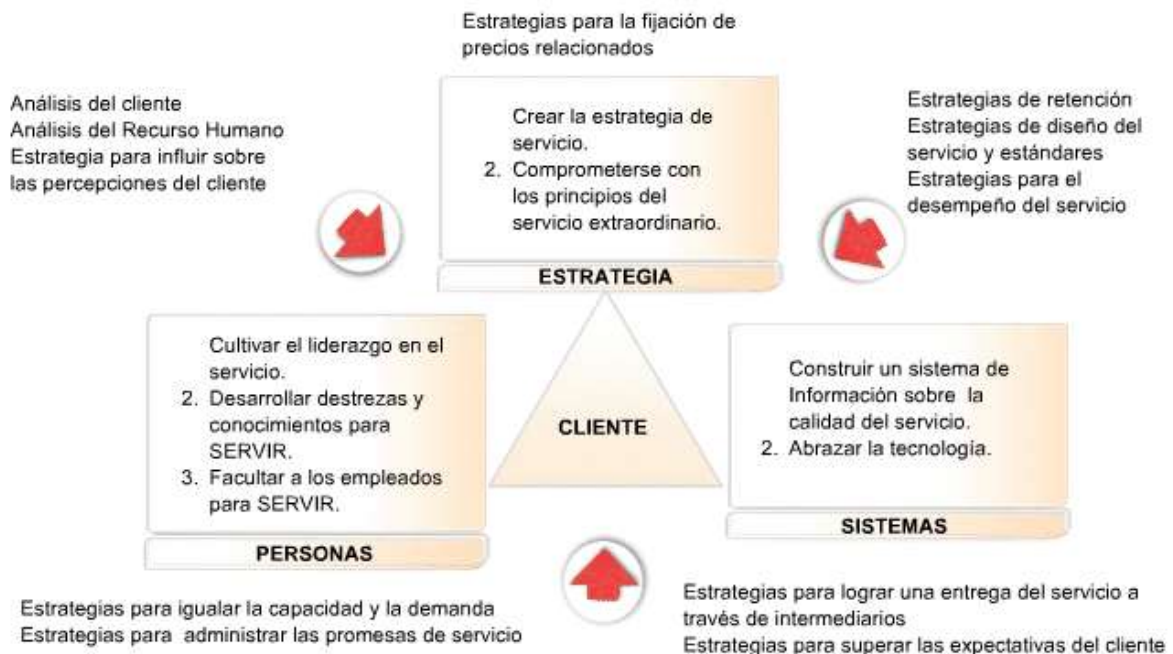 Estrategias para la fijación de
precios relacionados
Análisis del cliente
Análisis del Recurso Humano
Estrategia para influir sobre
las percepciones del cliente
Crear la estrategia de
servicio.
2. Comprometerse con
los principios del
servicio extraordinario.
ESTRATEGIA
Estrategias de retención
Estrategias de diseño del
servicio y estándares
Estrategias para el
desempeño del servicio
Cultivar el liderazgo en el
servicio.
2. Desarrollar destrezas y
conocimientos para
SERVIR.
3. Facultar a los empleados
para SERVIR.
PERSONAS
CLIENTE
Construir un sistema de
Información sobre la
calidad del servicio.
2. Abrazar la tecnología.
SISTEMAS
Estrategias para igualar la capacidad y la demanda
Estrategias para administrar las promesas de servicio
Estrategias para lograr una entrega del servicio a
través de intermediarios
Estrategias para superar las expectativas del cliente